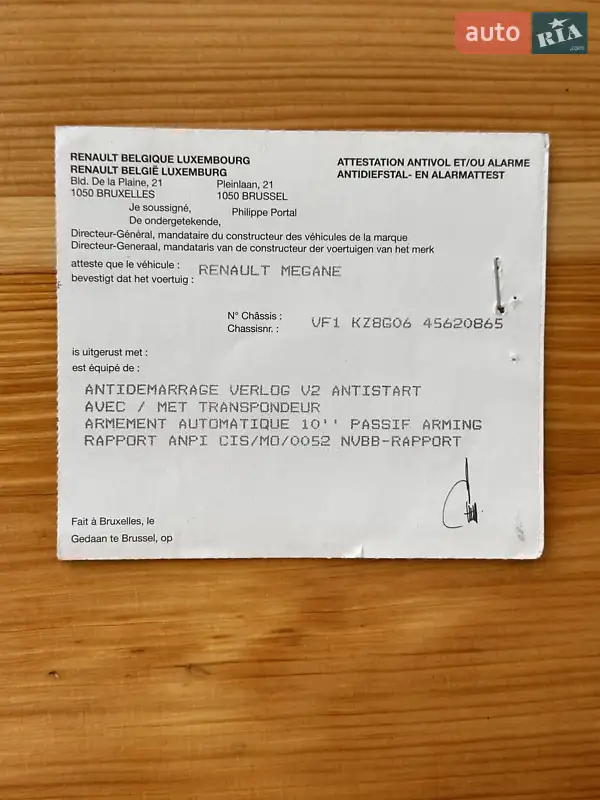 auto RIA .com
RENAULT BELGIQUE LUXEMBOURG
RENAULT BELGIË LUXEMBURG
Bld. De la Plaine, 21 Pleinlaan, 21
1050 BRUXELLES 1050 BRUSSEL
ATTESTATION ANTIVOL ET/OU ALARME
ANTIDIEFSTAL- EN ALARMATTEST
Je soussigné, Philippe Portal
De ondergetekende,
Directeur-Général, mandataire du constructeur des véhicules de la marque
Directeur-Generaal, mandataris van de constructeur der voertuigen van het merk
atteste que le véhicule : RENAULT MEGANE
bevestigt dat het voertuig :
N° Châssis : VF1 KZ8G06 45620865
Chassisnr. :
is uitgerust met :
est équipé de :
ANTIDEMARRAGE VERLOG V2 ANTISTART
AVEC / MET TRANSPONDEUR
ARMEMENT AUTOMATIQUE 10'' PASSIF ARMING
RAPPORT ANPI CIS/MO/0052 NVBB-RAPPORT
Fait à Bruxelles, le
Gedaan te Brussel, op